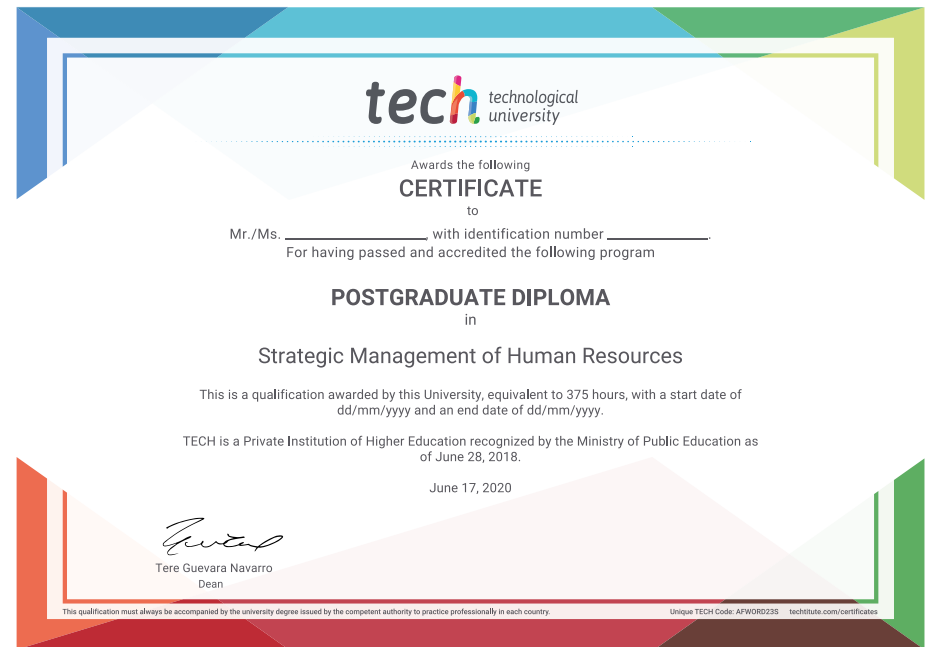 tech technological
university
Awards the following
CERTIFICATE
to
Mr./Ms. ____________________, with identification number ______________.
For having passed and accredited the following program
POSTGRADUATE DIPLOMA
in
Strategic Management of Human Resources
This is a qualification awarded by this University, equivalent to 375 hours, with a start date of
dd/mm/yyyy and an end date of dd/mm/yyyy.
TECH is a Private Institution of Higher Education recognized by the Ministry of Public Education as
of June 28, 2018.
June 17, 2020
Tere Guevara Navarro
Dean
This qualification must always be accompanied by the university degree issued by the competent authority to practice professionally in each country. Unique TECH Code: AFWORD23S techtitute.com/certificates